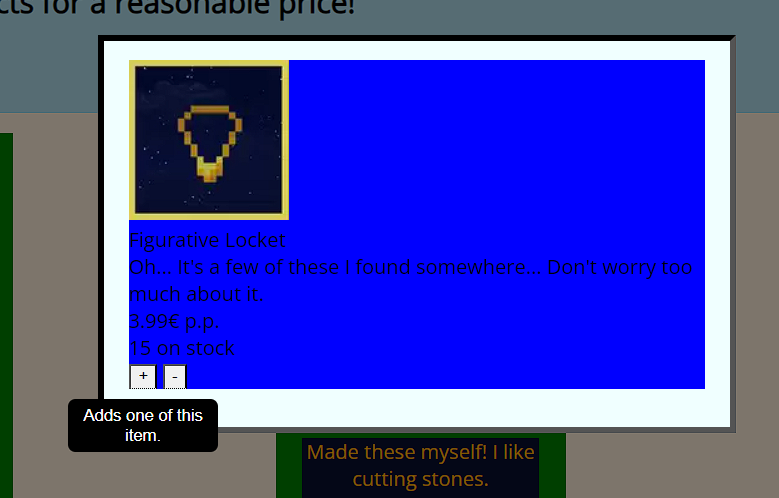 cts for a reasonable price!
Figurative Locket
Oh... It's a few of these I found somewhere... Don't worry too
much about it.
3.99€ p.p.
15 on stock
+ -
Adds one of this
item.
Made these myself! I like
cutting stones.